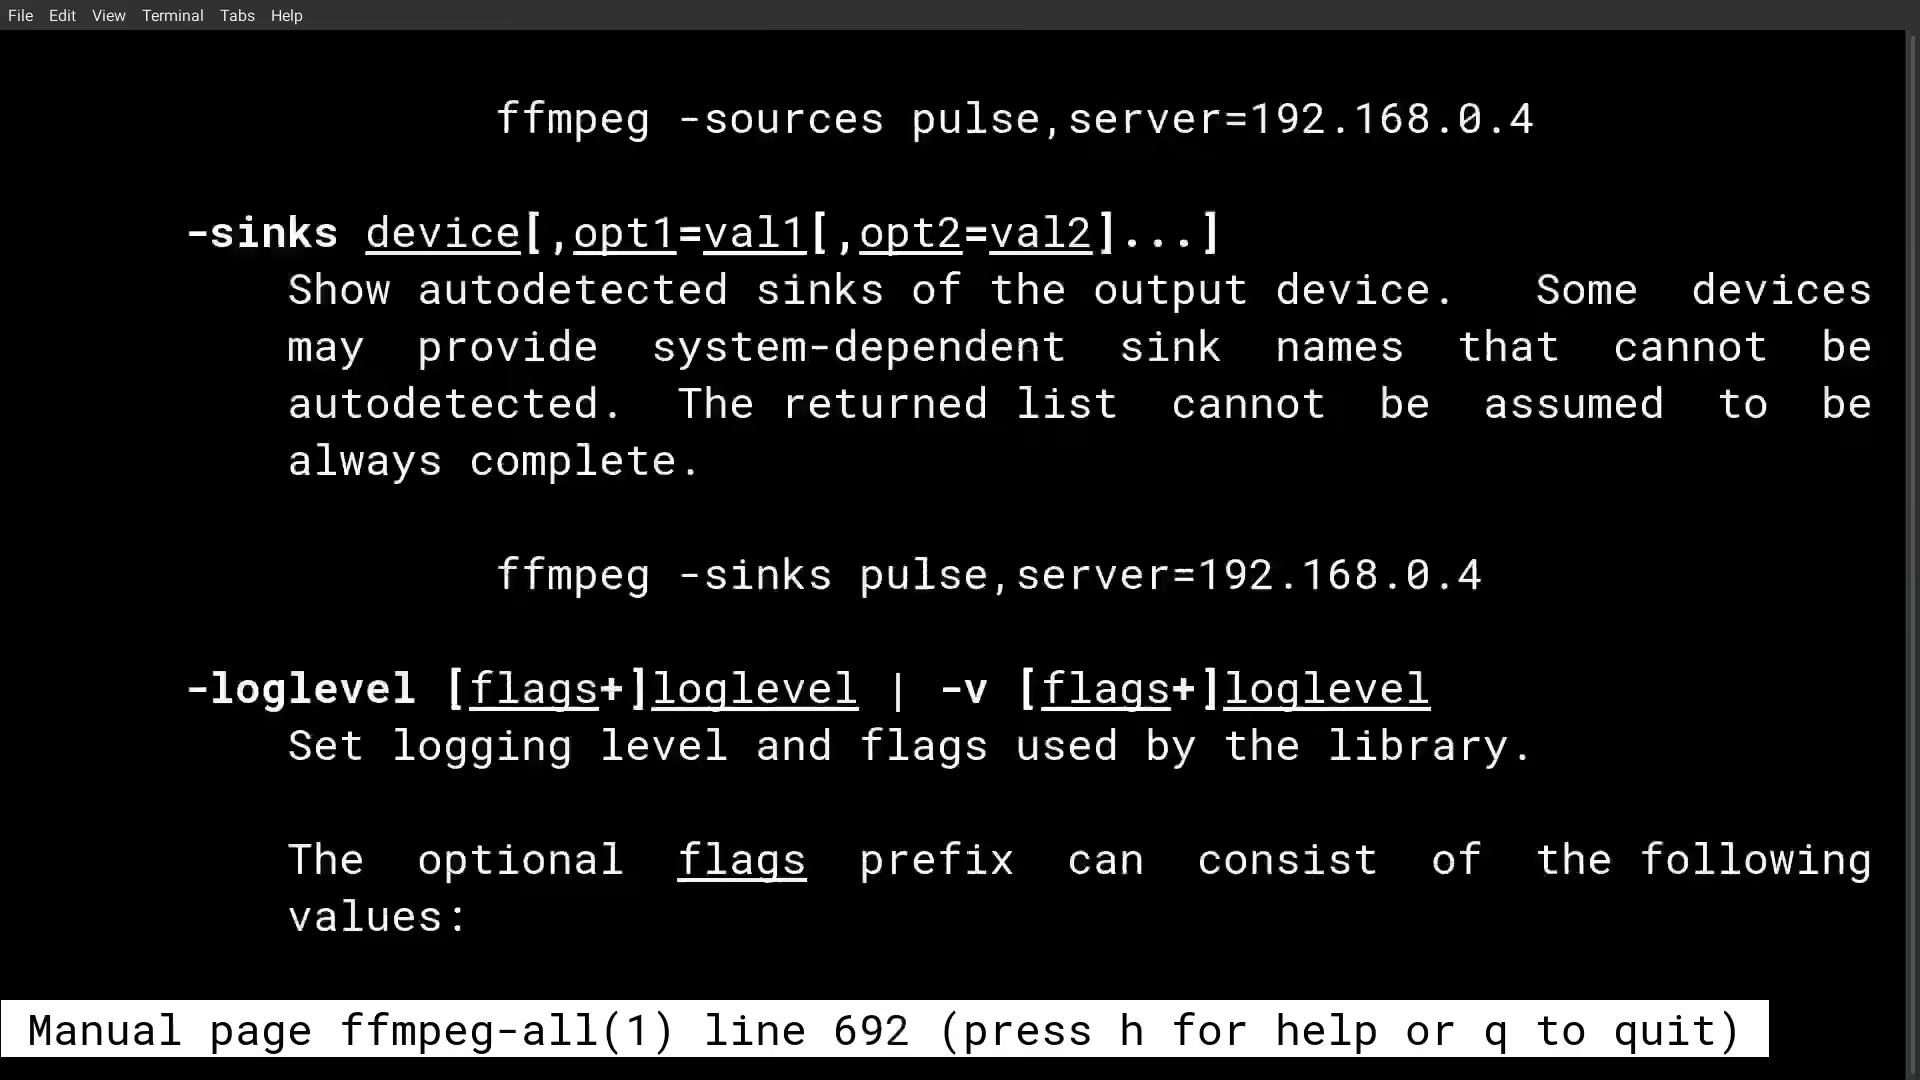 File Edit View Terminal Tabs Help
ffmpeg -sources pulse,server=192.168.0.4
-sinks device[,opt1=val1[,opt2=val2]...]
Show autodetected sinks of the output device.  Some devices
may provide system-dependent sink names that cannot be
autodetected.  The returned list cannot be assumed to be
always complete.
ffmpeg -sinks pulse,server=192.168.0.4
-loglevel [flags+]loglevel | -v [flags+]loglevel
Set logging level and flags used by the library.
The optional flags prefix can consist of the following
values:
Manual page ffmpeg-all(1) line 692 (press h for help or q to quit)